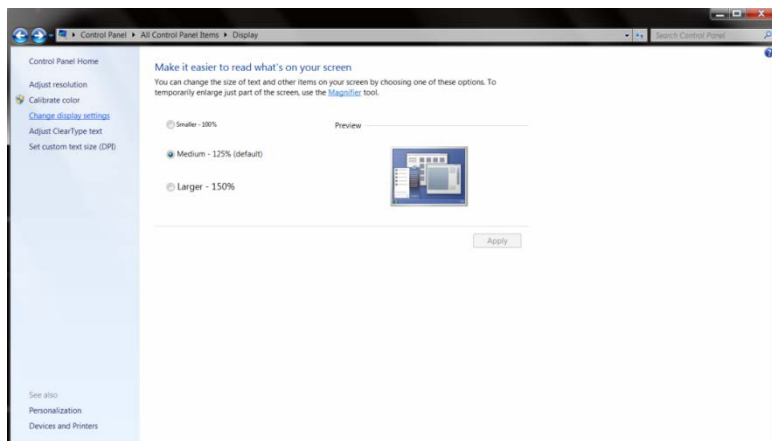 Control Panel ▸ All Control Panel Items ▸ Display
Search Control Panel
Control Panel Home
Adjust resolution
Calibrate color
Change display settings
Adjust ClearType text
Set custom text size (DPI)
Make it easier to read what's on your screen
You can change the size of text and other items on your screen by choosing one of these options. To
temporarily enlarge just part of the screen, use the Magnifier tool.
Smaller - 100%
Preview
Medium - 125% (default)
Larger - 150%
Apply
See also
Personalization
Devices and Printers